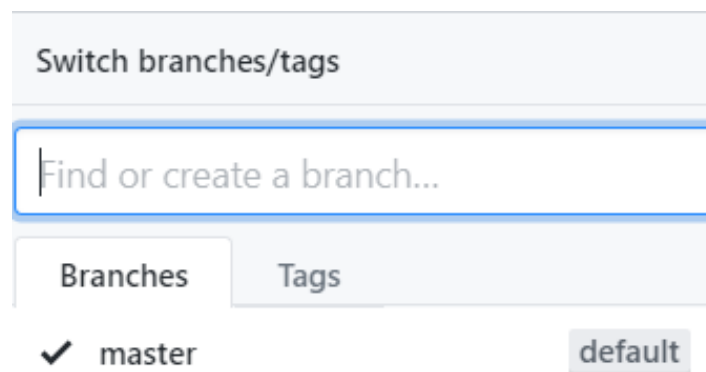 Switch branches/tags
Find or create a branch...
Branches Tags
master default